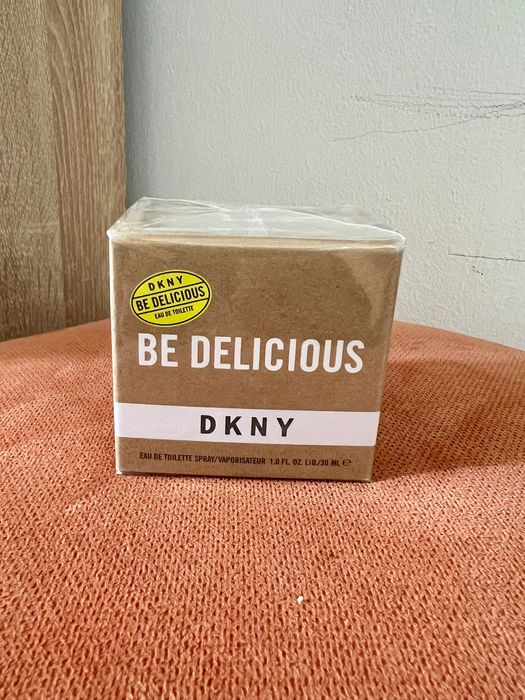 DKNY
BE DELICIOUS
EAU DE TOILETTE
BE DELICIOUS
DKNY
EAU DE TOILETTE SPRAY/VAPORISATEUR 1.0 FL. OZ. LIQ./30 ML ℮